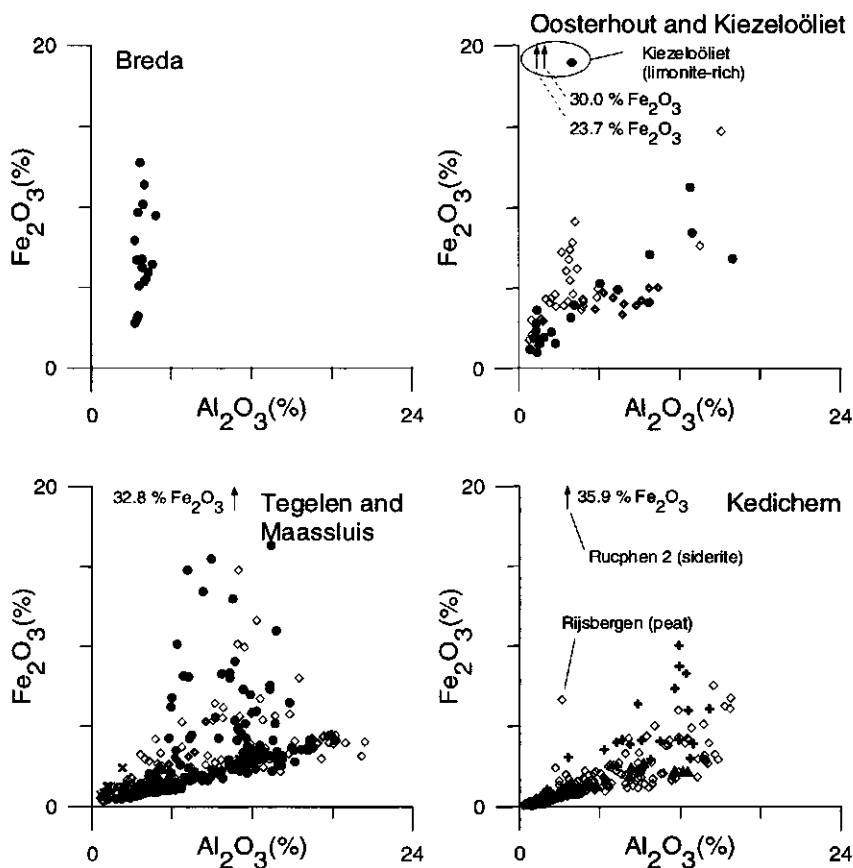 Breda
20
Fe2O3(%)
0
0
Al2O3(%)
24
Oosterhout and Kiezeloöliet
20
Kiezeloöliet
(limonite-rich)
30.0 % Fe2O3
23.7 % Fe2O3
Fe2O3(%)
0
0
Al2O3(%)
24
20
32.8 % Fe2O3
Tegelen and
Maassluis
Fe2O3(%)
0
0
Al2O3(%)
24
20
35.9 % Fe2O3
Kedichem
Rucphen 2 (siderite)
Rijsbergen (peat)
Fe2O3(%)
0
0
Al2O3(%)
24